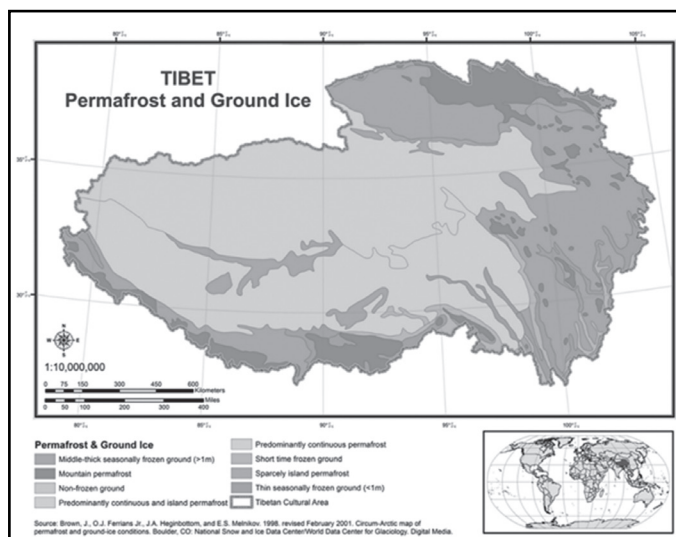 TIBET
Permafrost and Ground Ice
1:10,000,000
0 75 150 300 450 600
Kilometers
0 50 100 200 300 400
Miles
N
W E
S
Permafrost & Ground Ice
Middle-thick seasonally frozen ground (>1m)
Mountain permafrost
Non-frozen ground
Predominantly continuous and island permafrost
Predominantly continuous permafrost
Short time frozen ground
Sparcely island permafrost
Thin seasonally frozen ground (<1m)
Tibetan Cultural Area
Source: Brown, J., O.J. Ferrians Jr., J.A. Heginbottom, and E.S. Melnikov. 1998. revised February 2001. Circum-Arctic map of
permafrost and ground-ice conditions. Boulder, CO: National Snow and Ice Data Center/World Data Center for Glaciology. Digital Media.